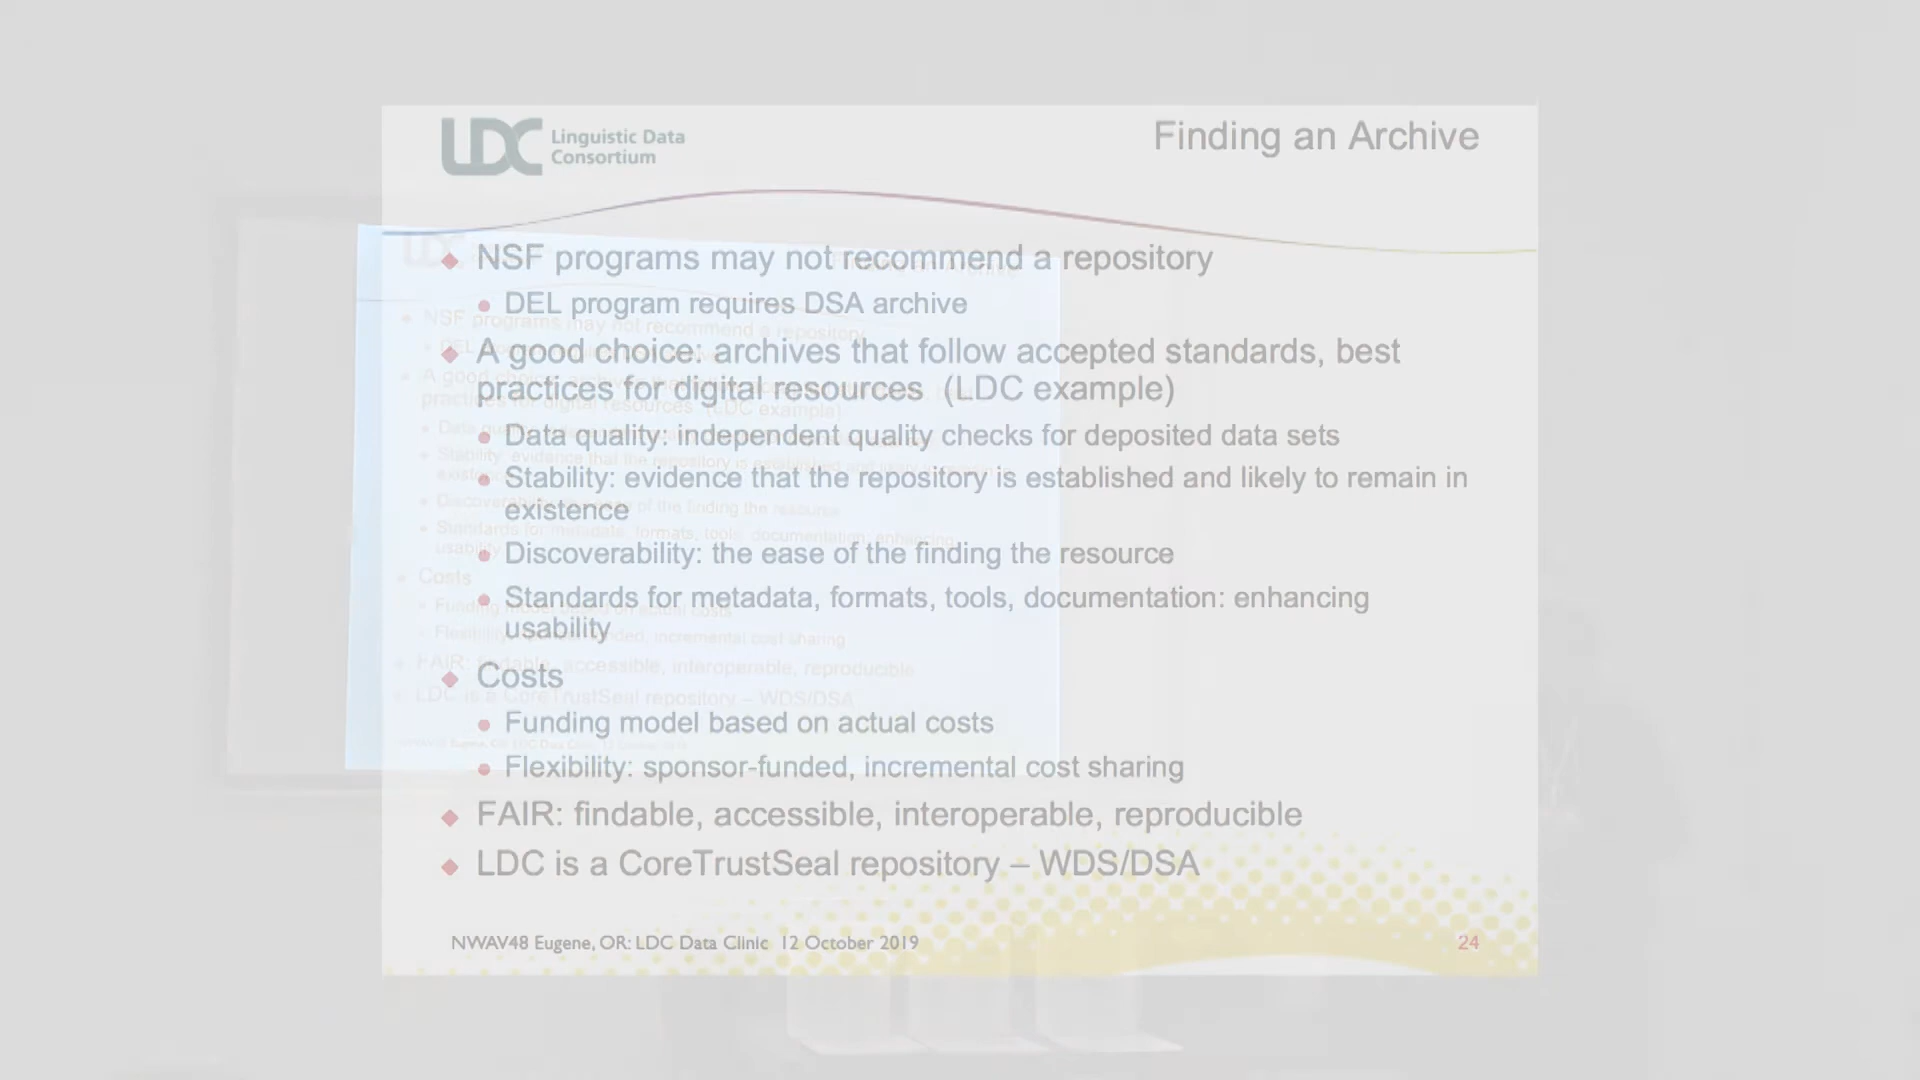 LDC Linguistic Data
Consortium
Finding an Archive
NSF programs may not recommend a repository
DEL program requires DSA archive
A good choice: archives that follow accepted standards, best
practices for digital resources (LDC example)
Data quality: independent quality checks for deposited data sets
Stability: evidence that the repository is established and likely to remain in
existence
Discoverability: the ease of the finding the resource
Standards for metadata, formats, tools, documentation: enhancing
usability
Costs
Funding model based on actual costs
Flexibility: sponsor-funded, incremental cost sharing
FAIR: findable, accessible, interoperable, reproducible
LDC is a CoreTrustSeal repository – WDS/DSA
NWAV48 Eugene, OR: LDC Data Clinic 12 October 2019
24